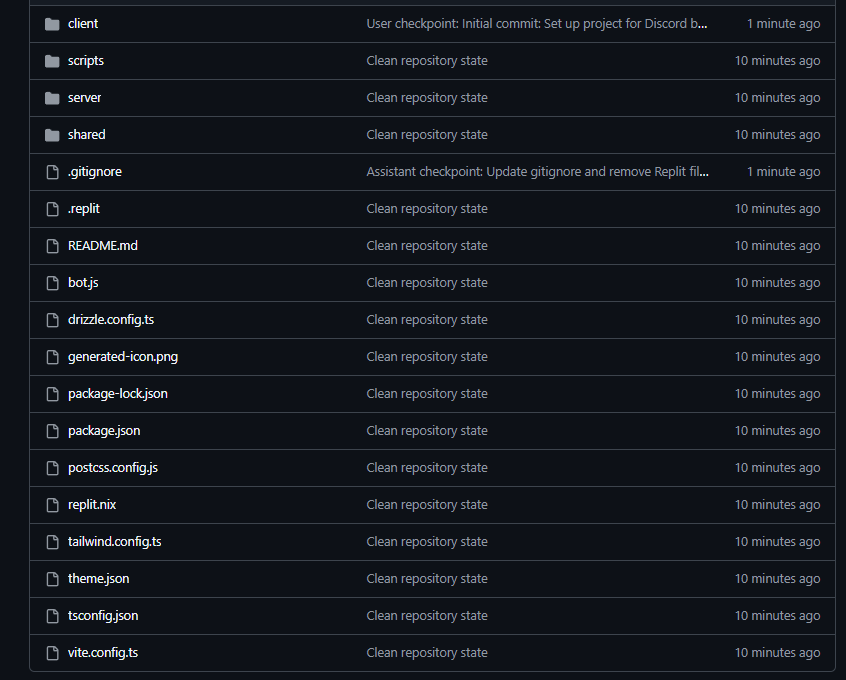 client User checkpoint: Initial commit: Set up project for Discord b... 1 minute ago
scripts Clean repository state 10 minutes ago
server Clean repository state 10 minutes ago
shared Clean repository state 10 minutes ago
.gitignore Assistant checkpoint: Update gitignore and remove Replit fil... 1 minute ago
.replit Clean repository state 10 minutes ago
README.md Clean repository state 10 minutes ago
bot.js Clean repository state 10 minutes ago
drizzle.config.ts Clean repository state 10 minutes ago
generated-icon.png Clean repository state 10 minutes ago
package-lock.json Clean repository state 10 minutes ago
package.json Clean repository state 10 minutes ago
postcss.config.js Clean repository state 10 minutes ago
replit.nix Clean repository state 10 minutes ago
tailwind.config.ts Clean repository state 10 minutes ago
theme.json Clean repository state 10 minutes ago
tsconfig.json Clean repository state 10 minutes ago
vite.config.ts Clean repository state 10 minutes ago